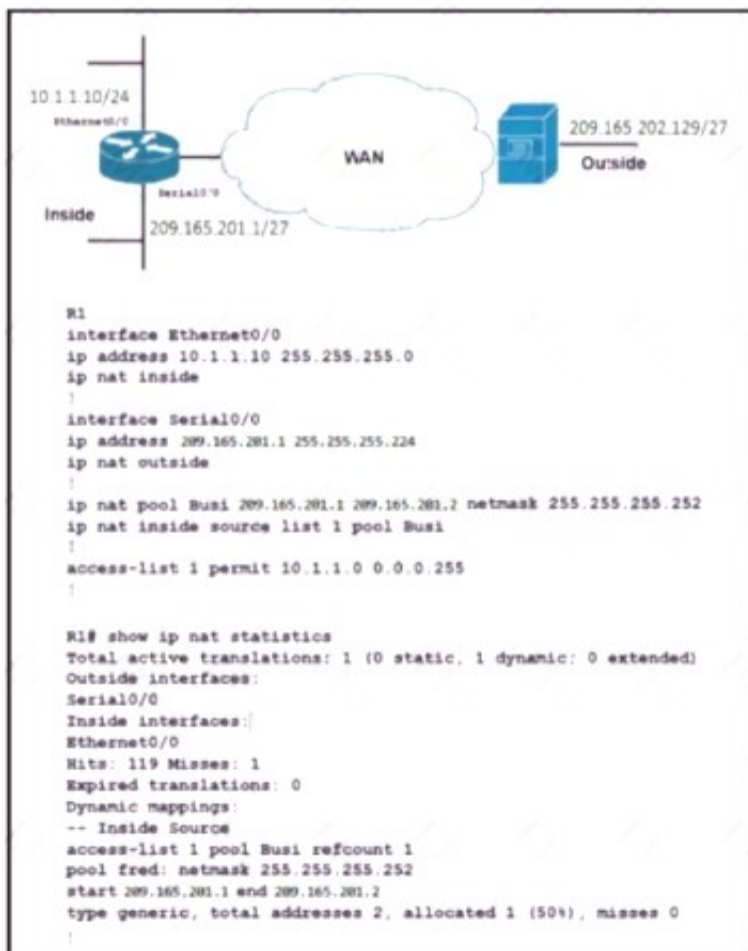 10.1.1.10/24
Ethernet0/0
WAN
209.165 202.129/27
Outside
Serial0/0
Inside
209.165.201.1/27
R1
interface Ethernet0/0
ip address 10.1.1.10 255.255.255.0
ip nat inside
!
interface Serial0/0
ip address 209.165.201.1 255.255.255.224
ip nat outside
!
ip nat pool Busi 209.165.201.1 209.165.201.2 netmask 255.255.255.252
ip nat inside source list 1 pool Busi
!
access-list 1 permit 10.1.1.0 0.0.0.255
!
R1# show ip nat statistics
Total active translations: 1 (0 static, 1 dynamic; 0 extended)
Outside interfaces:
Serial0/0
Inside interfaces:
Ethernet0/0
Hits: 119 Misses: 1
Expired translations: 0
Dynamic mappings:
-- Inside Source
access-list 1 pool Busi refcount 1
pool fred: netmask 255.255.255.252
start 209.165.201.1 end 209.165.201.2
type generic, total addresses 2, allocated 1 (50%), misses 0
!